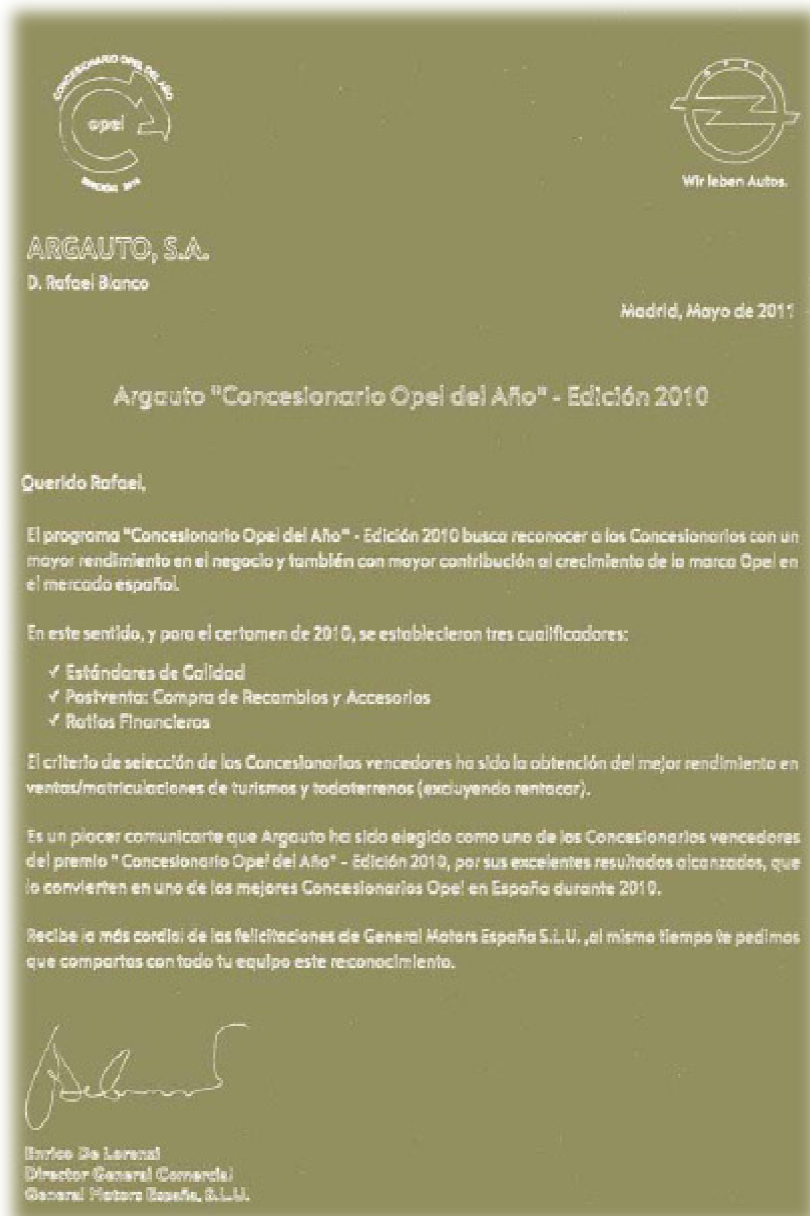 CONCESIONARIO OPEL DEL AÑO
opel
EDICIÓN 2010
OPEL
Wir leben Autos.
ARGAUTO, S.A.
D. Rafael Blanco
Madrid, Mayo de 2011
Argauto "Concesionario Opel del Año" - Edición 2010
Querido Rafael,
El programa "Concesionario Opel del Año" - Edición 2010 busca reconocer a los Concesionarios con un
mayor rendimiento en el negocio y también con mayor contribución al crecimiento de la marca Opel en
el mercado español.
En este sentido, y para el certamen de 2010, se establecieron tres cualificadores:
✓ Estándares de Calidad
✓ Postventa: Compra de Recambios y Accesorios
✓ Ratios Financieros
El criterio de selección de los Concesionarios vencedores ha sido la obtención del mejor rendimiento en
ventas/matriculaciones de turismos y todoterrenos (excluyendo rentacar).
Es un placer comunicarte que Argauto ha sido elegido como uno de los Concesionarios vencedores
del premio " Concesionario Opel del Año" - Edición 2010, por sus excelentes resultados alcanzados, que
lo convierten en uno de los mejores Concesionarios Opel en España durante 2010.
Recibe la más cordial de las felicitaciones de General Motors España S.L.U. ,al mismo tiempo te pedimos
que compartas con todo tu equipo este reconocimiento.
Enrico De Lorenzi
Director General Comercial
General Motors España, S.L.U.